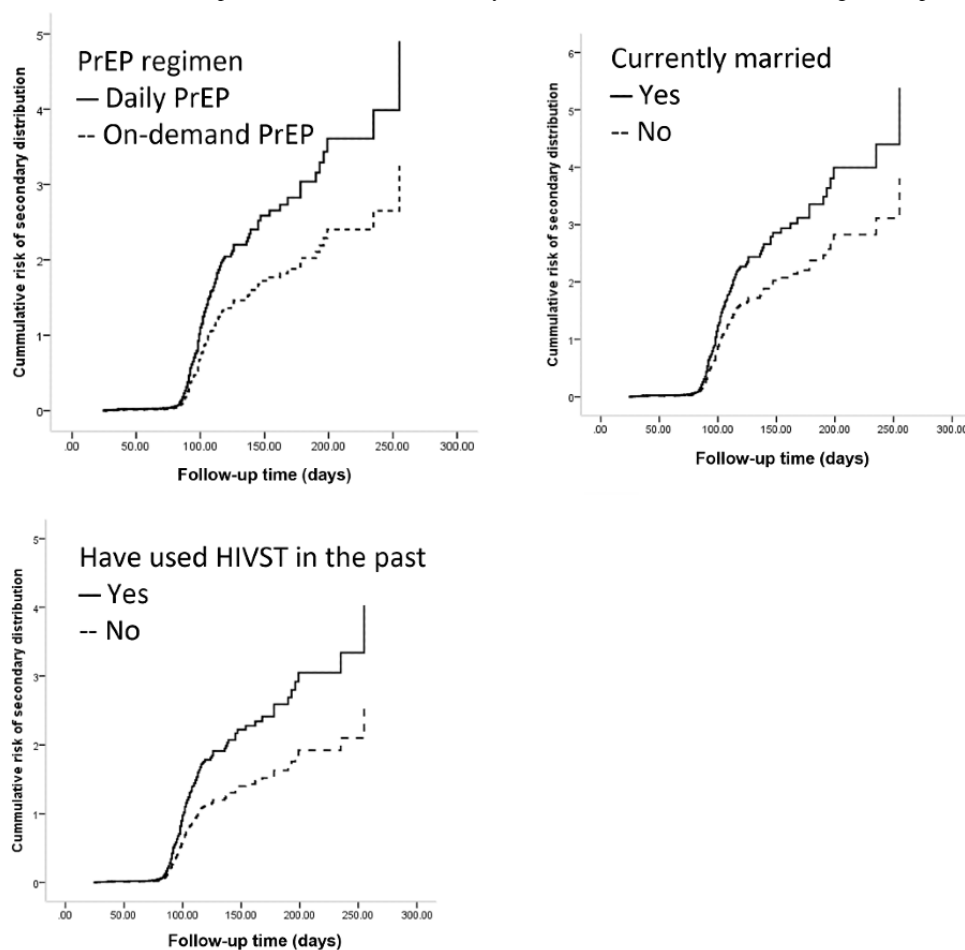 PrEP regimen
— Daily PrEP
-- On-demand PrEP
Cummulative risk of secondary distribution
5
4
3
2
1
0
.00 50.00 100.00 150.00 200.00 250.00 300.00
Follow-up time (days)
Currently married
— Yes
-- No
Cummulative risk of secondary distribution
6
5
4
3
2
1
0
.00 50.00 100.00 150.00 200.00 250.00 300.0
Follow-up time (days)
Have used HIVST in the past
— Yes
-- No
Cummulative risk of secondary distribution
5
4
3
2
1
0
.00 50.00 100.00 150.00 200.00 250.00 300.00
Follow-up time (days)